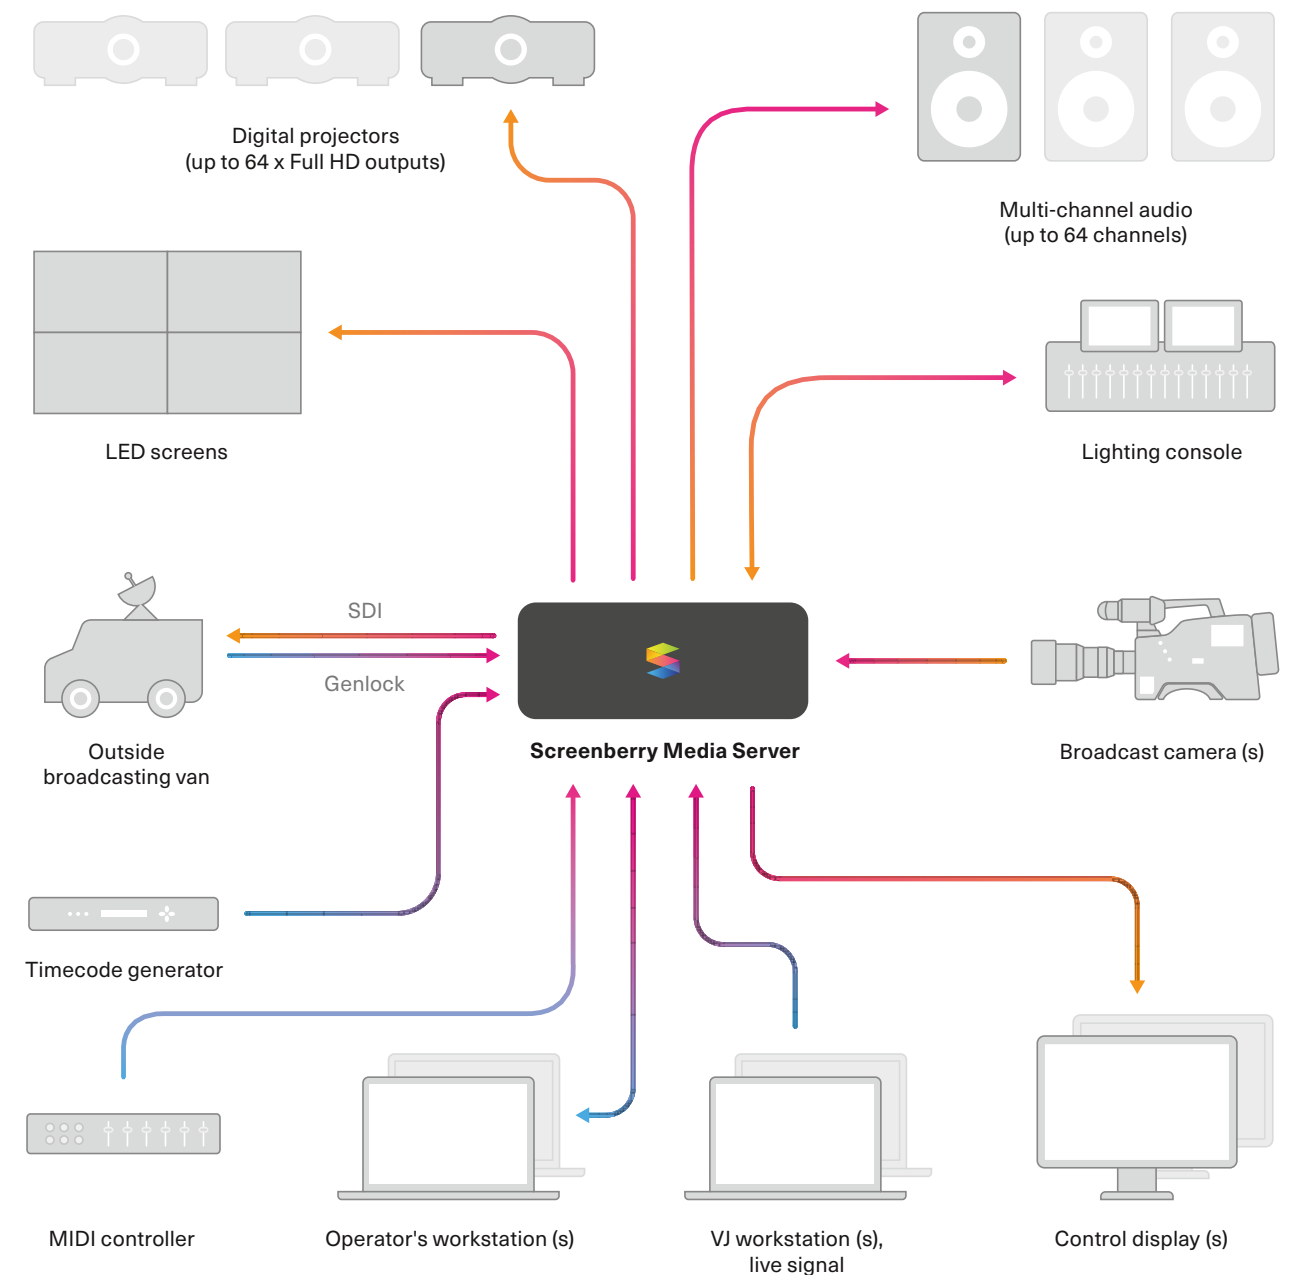 Digital projectors
(up to 64 x Full HD outputs)
Multi-channel audio
(up to 64 channels)
LED screens
Lighting console
SDI
Genlock
Outside
broadcasting van
Screenberry Media Server
Broadcast camera (s)
Timecode generator
MIDI controller
Operator's workstation (s)
VJ workstation (s),
live signal
Control display (s)